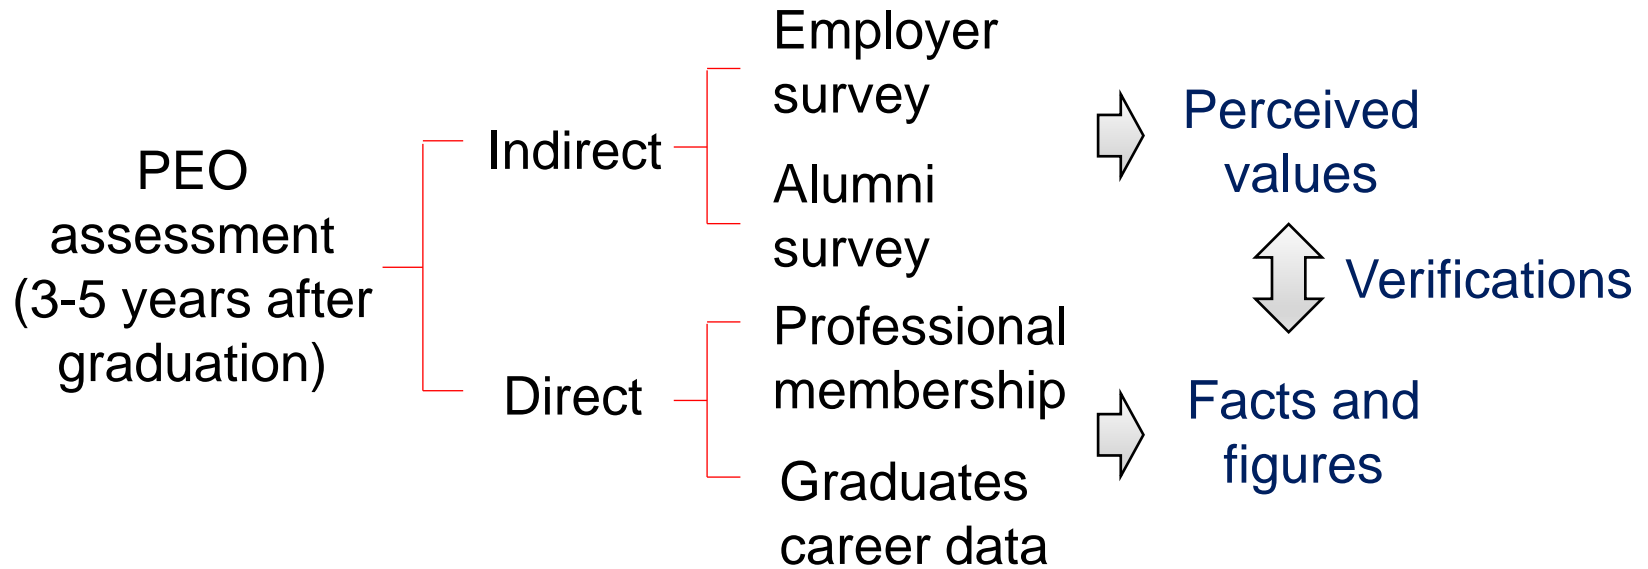 PEO
assessment
(3-5 years after
graduation)
Indirect
Direct
Employer
survey
Alumni
survey
Professional
membership
Graduates
career data
Perceived
values
Verifications
Facts and
figures